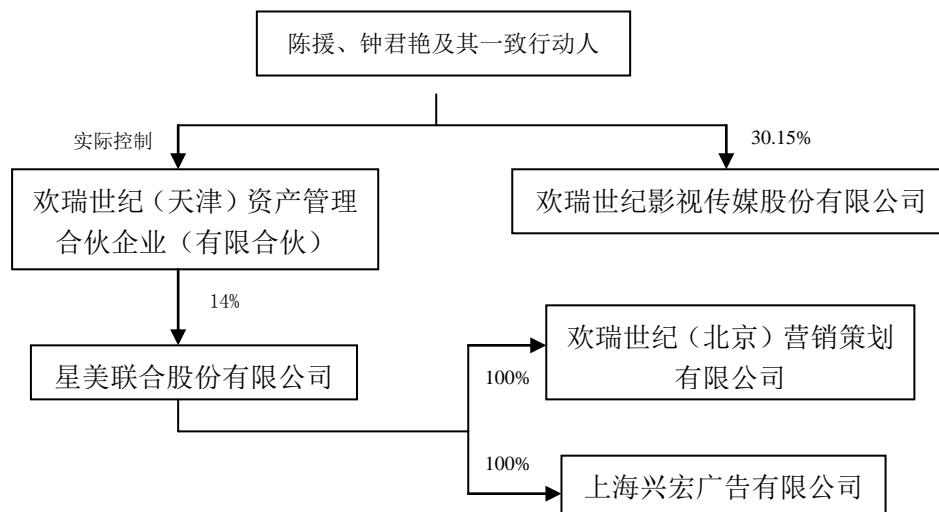 陈援、钟君艳及其一致行动人
实际控制
30.15%
欢瑞世纪（天津）资产管理
合伙企业（有限合伙）
欢瑞世纪影视传媒股份有限公司
14%
星美联合股份有限公司
欢瑞世纪（北京）营销策划
有限公司
100%
100%
上海兴宏广告有限公司